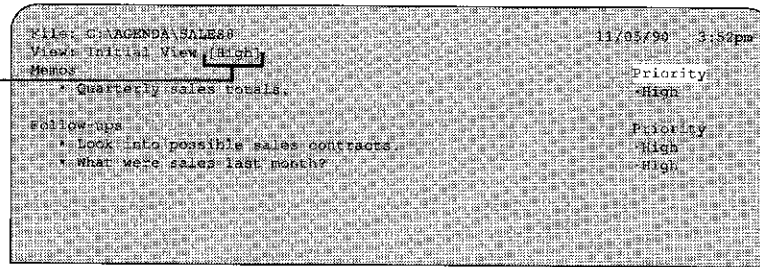 File: C:\AGENDA\SALES8 11/05/90 3:52pm
View: Initial View [High]
Memos Priority
• Quarterly sales totals. ·High
Follow-ups Priority
• Look into possible sales contracts. ·High
• What were sales last month? ·High